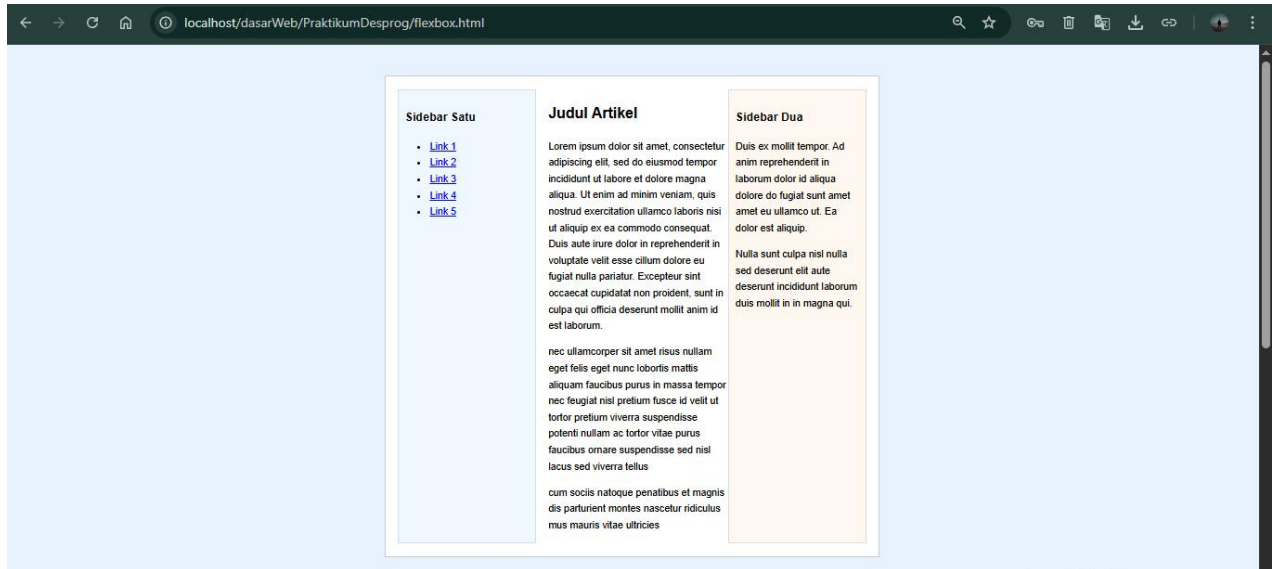 localhost/dasarWeb/PraktikumDesprog/flexbox.html
Sidebar Satu
Link 1
Link 2
Link 3
Link 4
Link 5
Judul Artikel
Lorem ipsum dolor sit amet, consectetur
adipiscing elit, sed do eiusmod tempor
incididunt ut labore et dolore magna
aliqua. Ut enim ad minim veniam, quis
nostrud exercitation ullamco laboris nisi
ut aliquip ex ea commodo consequat.
Duis aute irure dolor in reprehenderit in
voluptate velit esse cillum dolore eu
fugiat nulla pariatur. Excepteur sint
occaecat cupidatat non proident, sunt in
culpa qui officia deserunt mollit anim id
est laborum.
nec ullamcorper sit amet risus nullam
eget felis eget nunc lobortis mattis
aliquam faucibus purus in massa tempor
nec feugiat nisl pretium fusce id velit ut
tortor pretium viverra suspendisse
potenti nullam ac tortor vitae purus
faucibus ornare suspendisse sed nisl
lacus sed viverra tellus
cum sociis natoque penatibus et magnis
dis parturient montes nascetur ridiculus
mus mauris vitae ultricies
Sidebar Dua
Duis ex mollit tempor. Ad
anim reprehenderit in
laborum dolor id aliqua
dolore do fugiat sunt amet
amet eu ullamco ut. Ea
dolor est aliquip.
Nulla sunt culpa nisl nulla
sed deserunt elit aute
deserunt incididunt laborum
duis mollit in in magna qui.